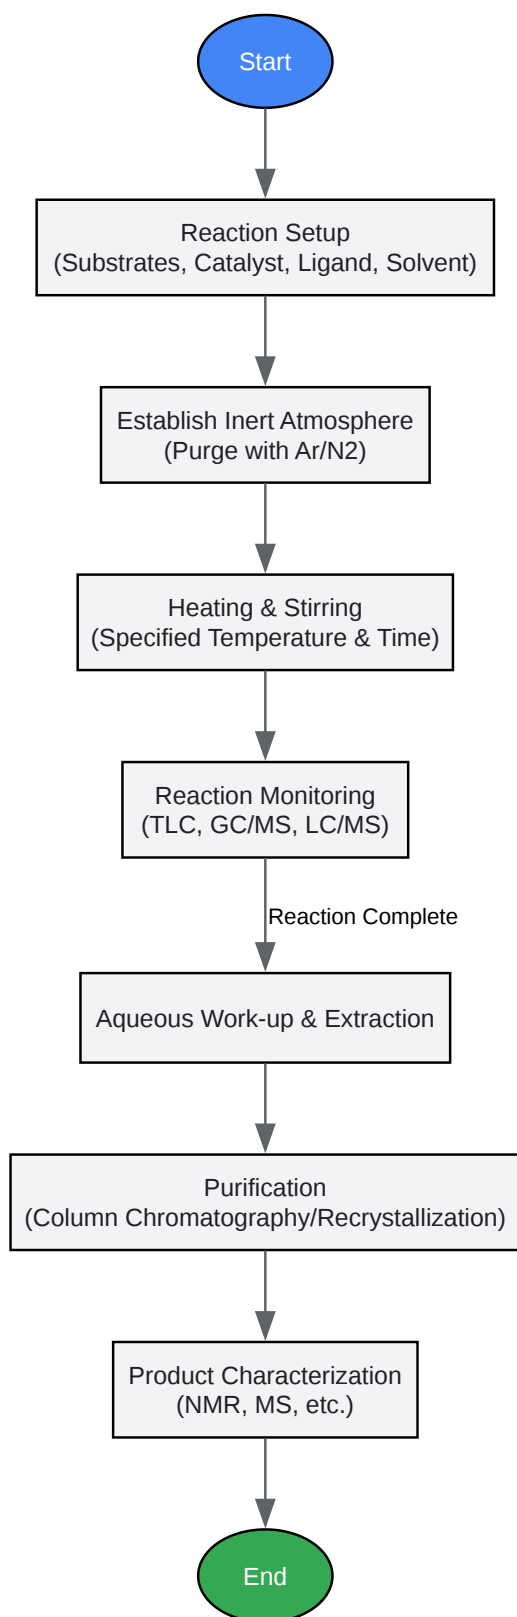 Start
Reaction Setup
(Substrates, Catalyst, Ligand, Solvent)
Establish Inert Atmosphere
(Purge with Ar/N2)
Heating & Stirring
(Specified Temperature & Time)
Reaction Monitoring
(TLC, GC/MS, LC/MS)
Reaction Complete
Aqueous Work-up & Extraction
Purification
(Column Chromatography/Recrystallization)
Product Characterization
(NMR, MS, etc.)
End